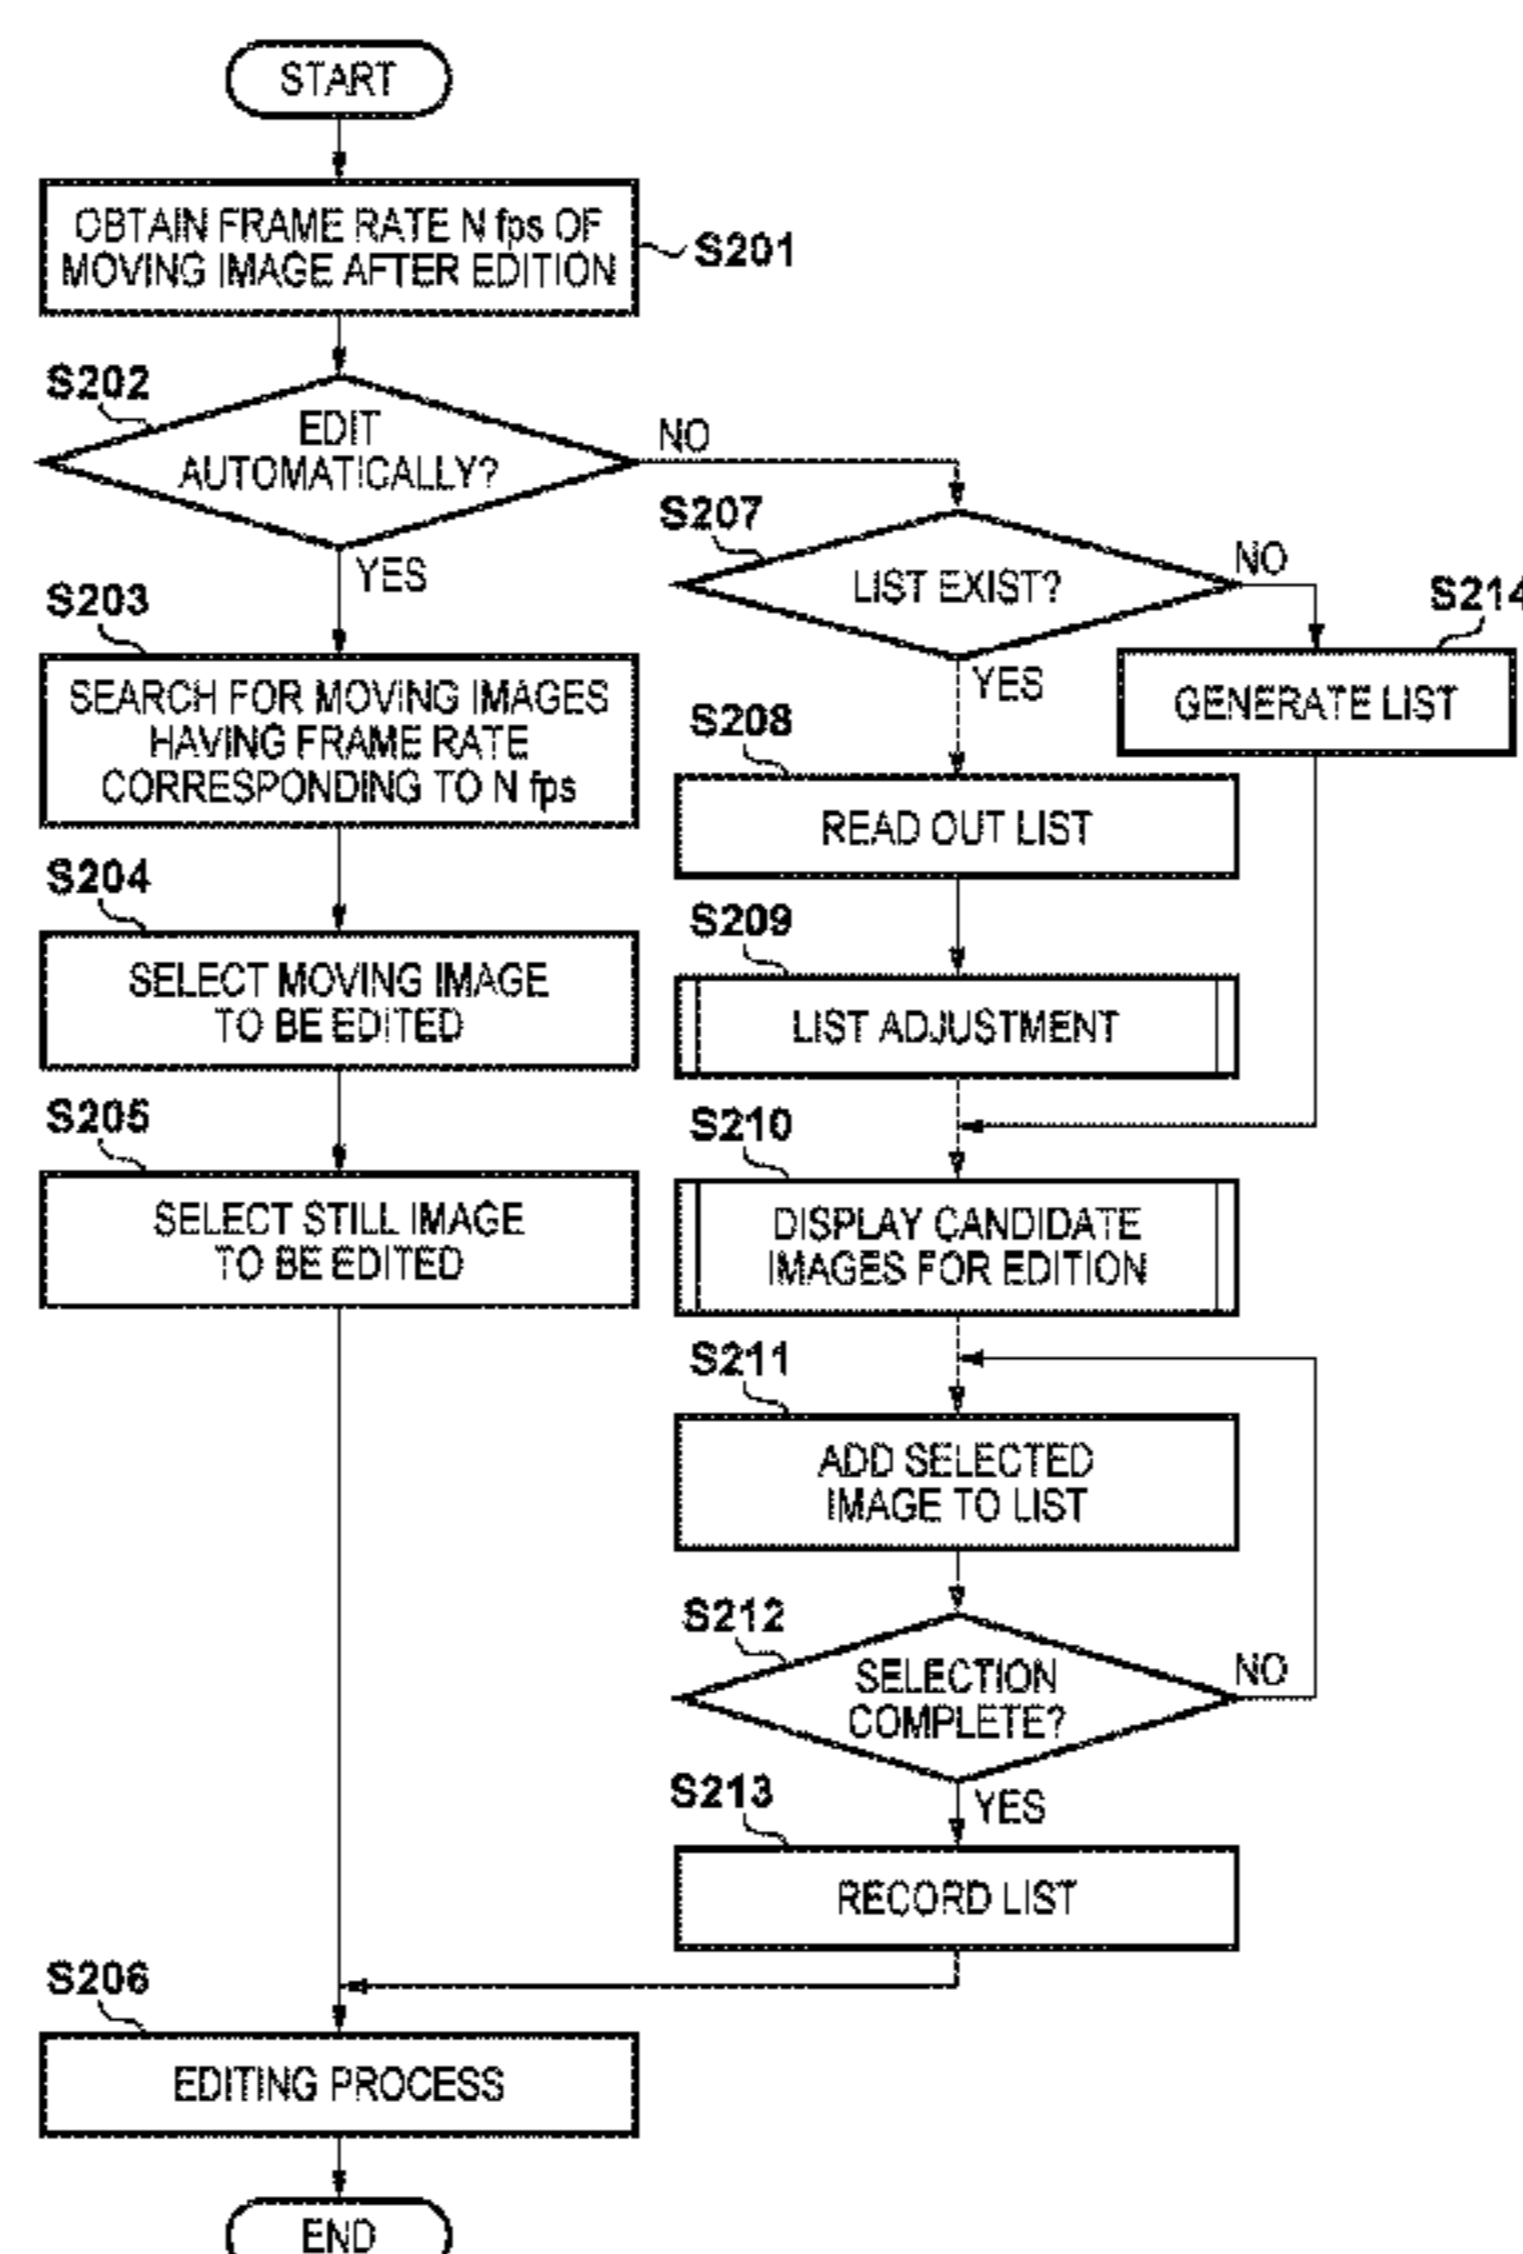 START
OBTAIN FRAME RATE N fps OF
MOVING IMAGE AFTER EDITION
S201
S202
EDIT
AUTOMATICALLY?
NO
YES
S203
SEARCH FOR MOVING IMAGES
HAVING FRAME RATE
CORRESPONDING TO N fps
S204
SELECT MOVING IMAGE
TO BE EDITED
S205
SELECT STILL IMAGE
TO BE EDITED
S207
LIST EXIST?
NO
YES
S214
GENERATE LIST
S208
READ OUT LIST
S209
LIST ADJUSTMENT
S210
DISPLAY CANDIDATE
IMAGES FOR EDITION
S211
ADD SELECTED
IMAGE TO LIST
S212
SELECTION
COMPLETE?
NO
YES
S213
RECORD LIST
S206
EDITING PROCESS
END